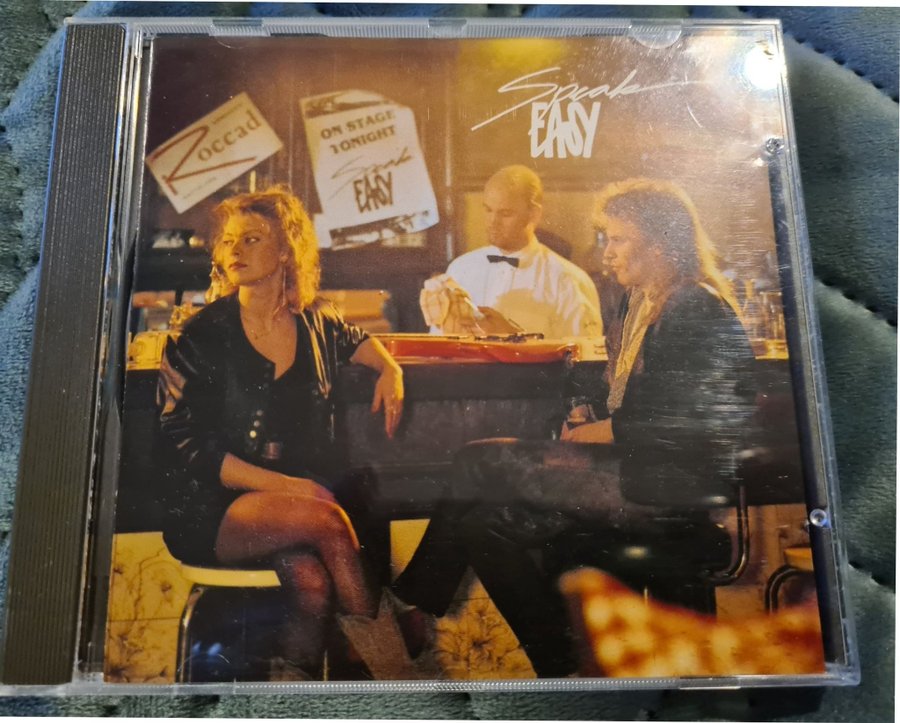 Speak
EASY
Roccad
ON STAGE
TONIGHT
Speak
EASY